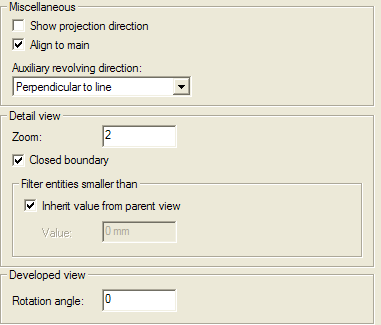 Miscellaneous
Show projection direction
Align to main
Auxiliary revolving direction:
Perpendicular to line
Detail view
Zoom: 2
Closed boundary
Filter entities smaller than
Inherit value from parent view
Value: 0 mm
Developed view
Rotation angle: 0